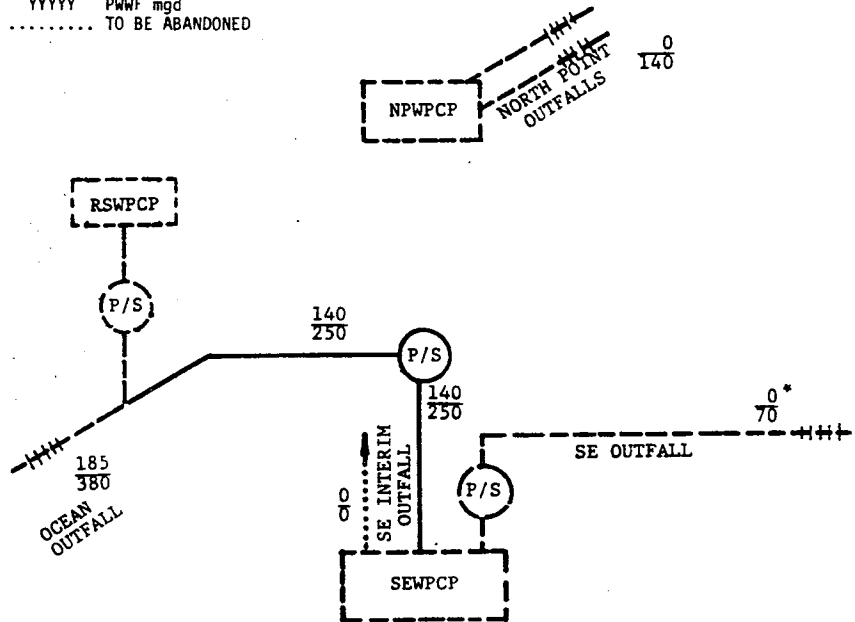 YYYYY PWWF mgd
......... TO BE ABANDONED
0
140
NPWPCP
NORTH POINT
OUTFALLS
RSWPCP
P/S
140
250
P/S
140
250
0*
70
SE OUTFALL
185
380
OCEAN
OUTFALL
0
0
SE INTERIM
OUTFALL
P/S
SEWPCP